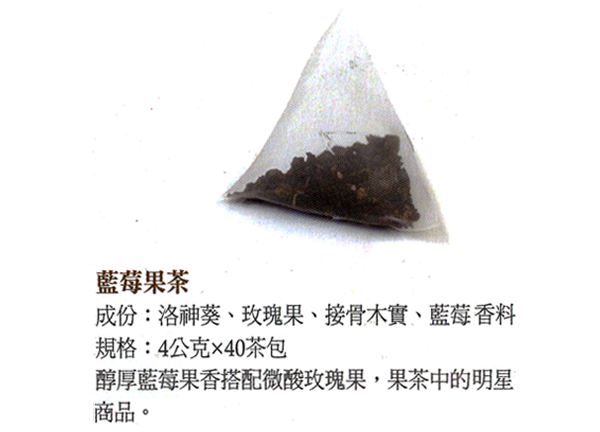 藍莓果茶
成份：洛神葵、玫瑰果、接骨木實、藍莓香料
規格：4公克×40茶包
醇厚藍莓果香搭配微酸玫瑰果，果茶中的明星
商品。